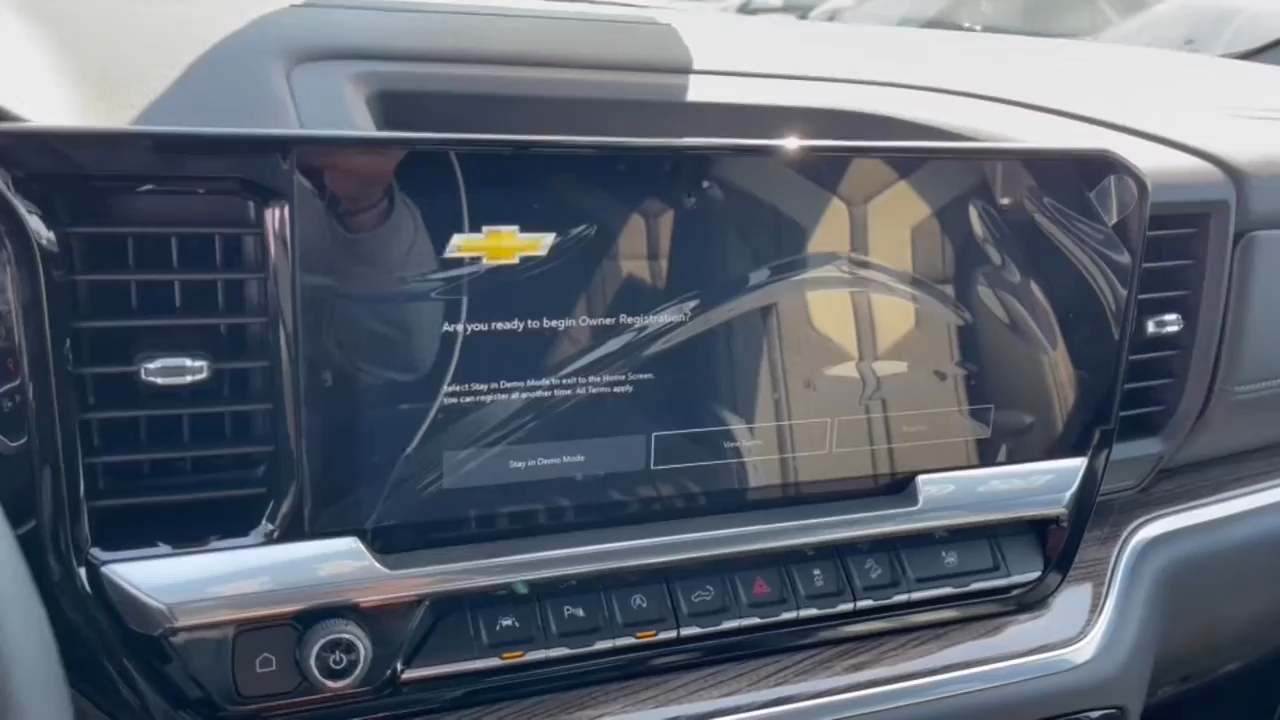 Are you ready to begin Owner Registration?
Select Stay in Demo Mode to exit to the Home Screen.
You can register at another time. All Terms apply.
Stay in Demo Mode
View Terms